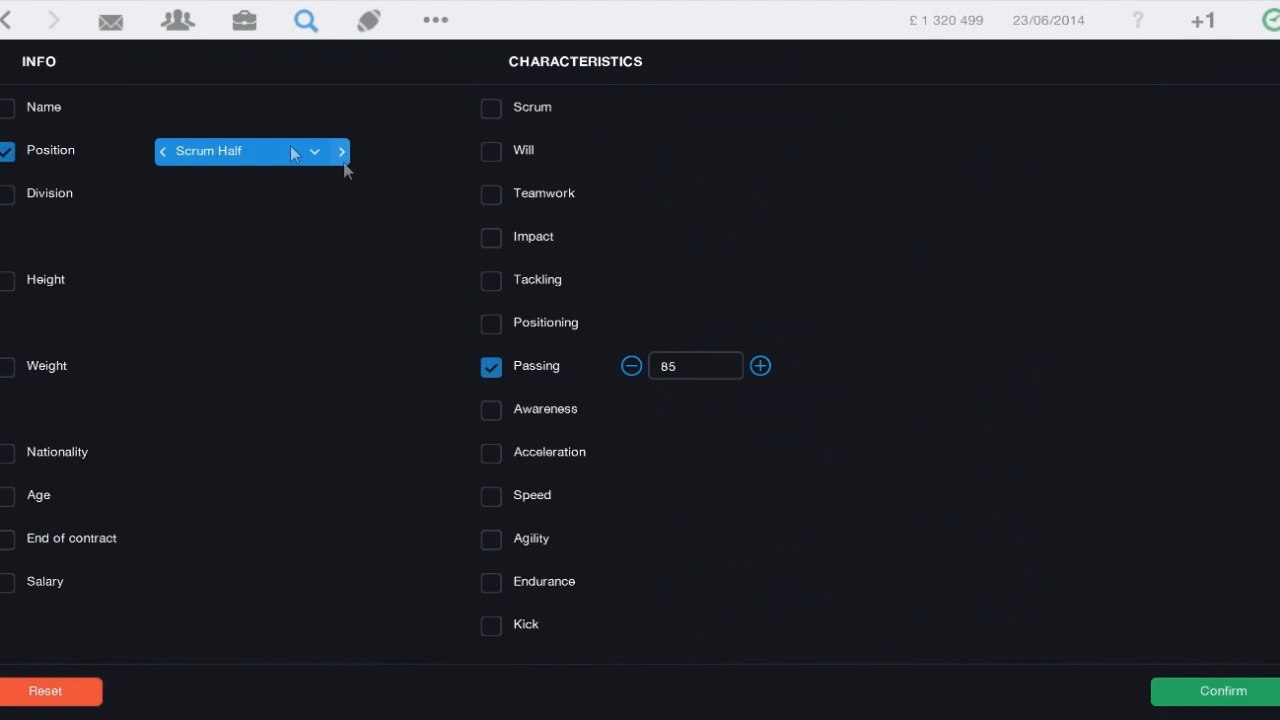 £ 1 320 499 23/06/2014 ? +1
INFO CHARACTERISTICS
Name Scrum
Position Scrum Half Will
Division Teamwork
Impact
Height Tackling
Positioning
Weight Passing 85
Awareness
Nationality Acceleration
Age Speed
End of contract Agility
Salary Endurance
Kick
Reset Confirm